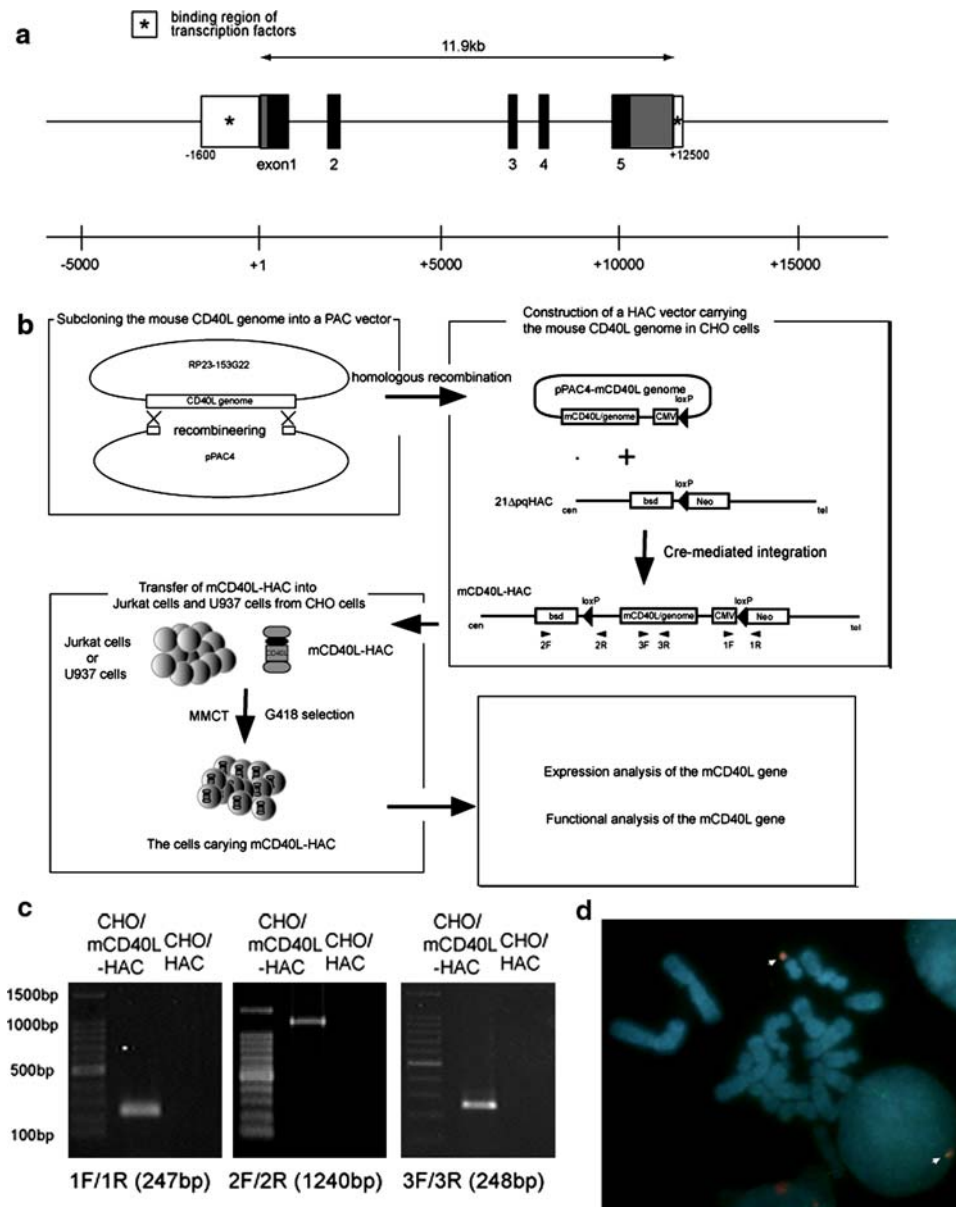 a
*
binding region of
transcription factors
11.9kb
*
*
-1600
exon1
2
3
4
5
+12500
-5000
+1
+5000
+10000
+15000
b
Subcloning the mouse CD40L genome into a PAC vector
RP23-153G22
CD40L genome
recombineering
pPAC4
homologous recombination
Construction of a HAC vector carrying
the mouse CD40L genome in CHO cells
pPAC4-mCD40L genome
loxP
mCD40L/genome
CMV
+
loxP
21ΔpqHAC
cen
bsd
Neo
tel
Cre-mediated integration
mCD40L-HAC
loxP
loxP
cen
bsd
mCD40L/genome
CMV
Neo
tel
2F
2R
3F
3R
1F
1R
Transfer of mCD40L-HAC into
Jurkat cells and U937 cells from CHO cells
Jurkat cells
or
U937 cells
CD40L
mCD40L-HAC
MMCT
G418 selection
The cells carying mCD40L-HAC
Expression analysis of the mCD40L gene
Functional analysis of the mCD40L gene
c
CHO/
mCD40L
-HAC
CHO/
HAC
CHO/
mCD40L
-HAC
CHO/
HAC
CHO/
mCD40L
-HAC
CHO/
HAC
1500bp
1000bp
500bp
100bp
1F/1R (247bp)
2F/2R (1240bp)
3F/3R (248bp)
d